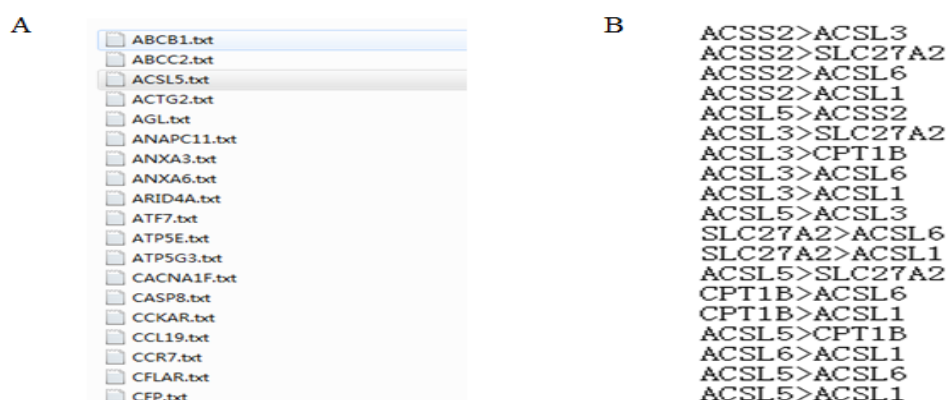 A
ABCB1.txt
ABCC2.txt
ACSL5.txt
ACTG2.txt
AGL.txt
ANAPC11.txt
ANXA3.txt
ANXA6.txt
ARID4A.txt
ATF7.txt
ATP5E.txt
ATP5G3.txt
CACNA1F.txt
CASP8.txt
CCKAR.txt
CCL19.txt
CCR7.txt
CFLAR.txt
CFP.txt
B
ACSS2>ACSL3
ACSS2>SLC27A2
ACSS2>ACSL6
ACSS2>ACSL1
ACSL5>ACSS2
ACSL3>SLC27A2
ACSL3>CPT1B
ACSL3>ACSL6
ACSL3>ACSL1
ACSL5>ACSL3
SLC27A2>ACSL6
SLC27A2>ACSL1
ACSL5>SLC27A2
CPT1B>ACSL6
CPT1B>ACSL1
ACSL5>CPT1B
ACSL6>ACSL1
ACSL5>ACSL6
ACSL5>ACSL1